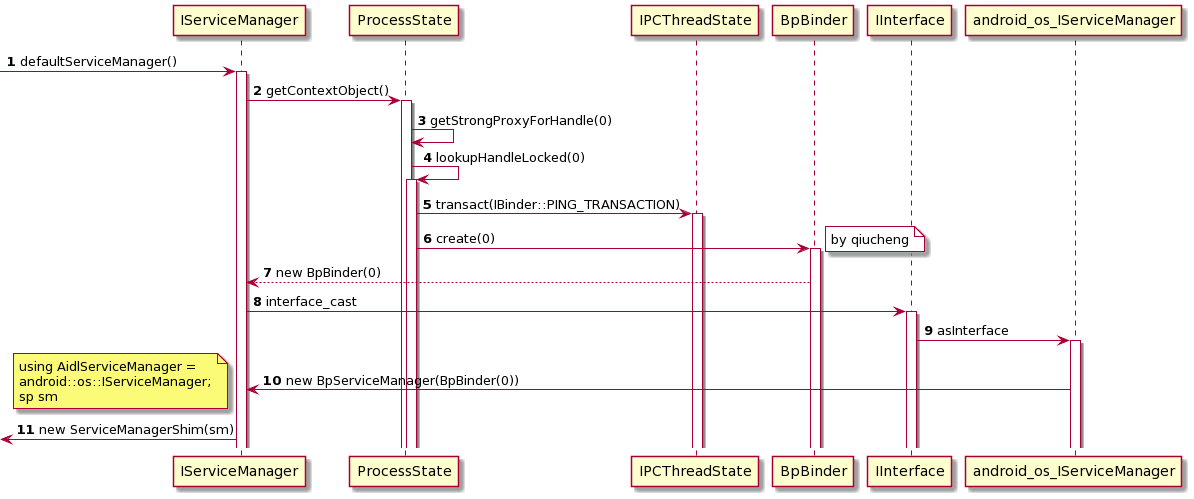 IServiceManager
ProcessState
IPCThreadState
BpBinder
IInterface
android_os_IServiceManager
1 defaultServiceManager()
2 getContextObject()
3 getStrongProxyForHandle(0)
4 lookupHandleLocked(0)
5 transact(IBinder::PING_TRANSACTION)
6 create(0)
by qiucheng
7 new BpBinder(0)
8 interface_cast
9 asInterface
using AidlServiceManager =
android::os::IServiceManager;
sp sm
10 new BpServiceManager(BpBinder(0))
11 new ServiceManagerShim(sm)
IServiceManager
ProcessState
IPCThreadState
BpBinder
IInterface
android_os_IServiceManager